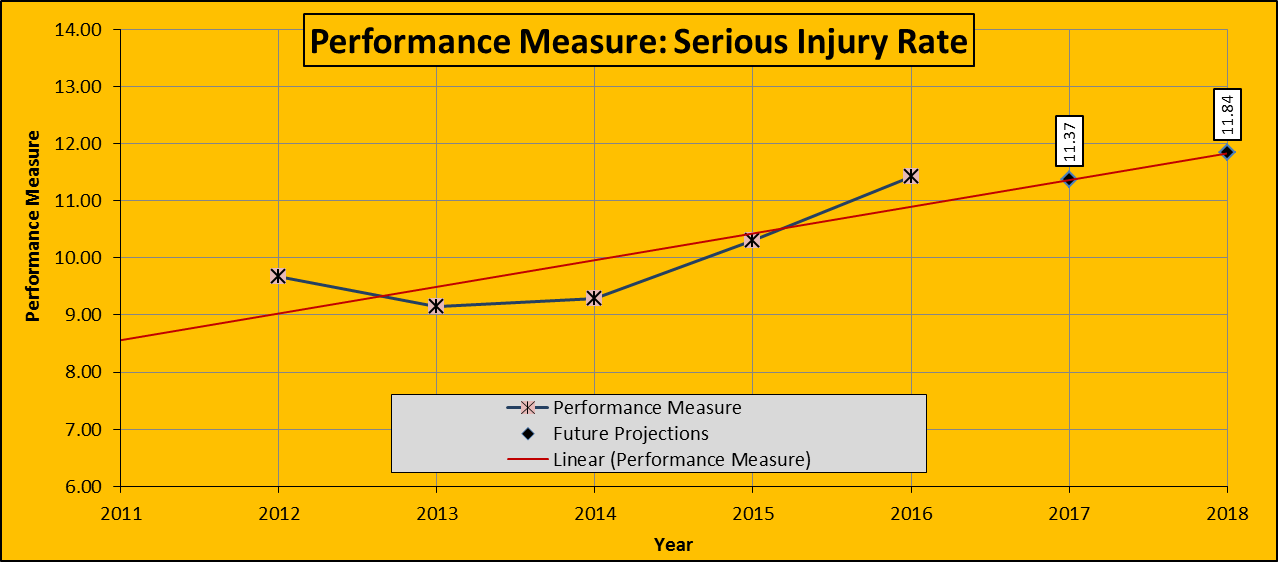 Performance Measure: Serious Injury Rate
14.00
13.00
12.00
11.00
10.00
9.00
8.00
7.00
6.00
Performance Measure
11.37
11.84
Performance Measure
Future Projections
Linear (Performance Measure)
2011 2012 2013 2014 2015 2016 2017 2018
Year